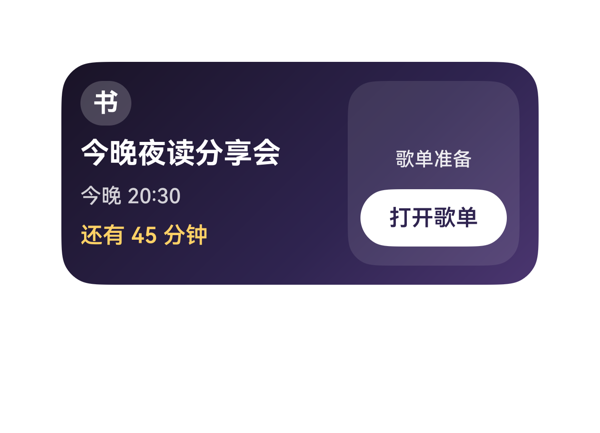 书
今晚夜读分享会
今晚 20:30
还有 45 分钟
歌单准备
打开歌单